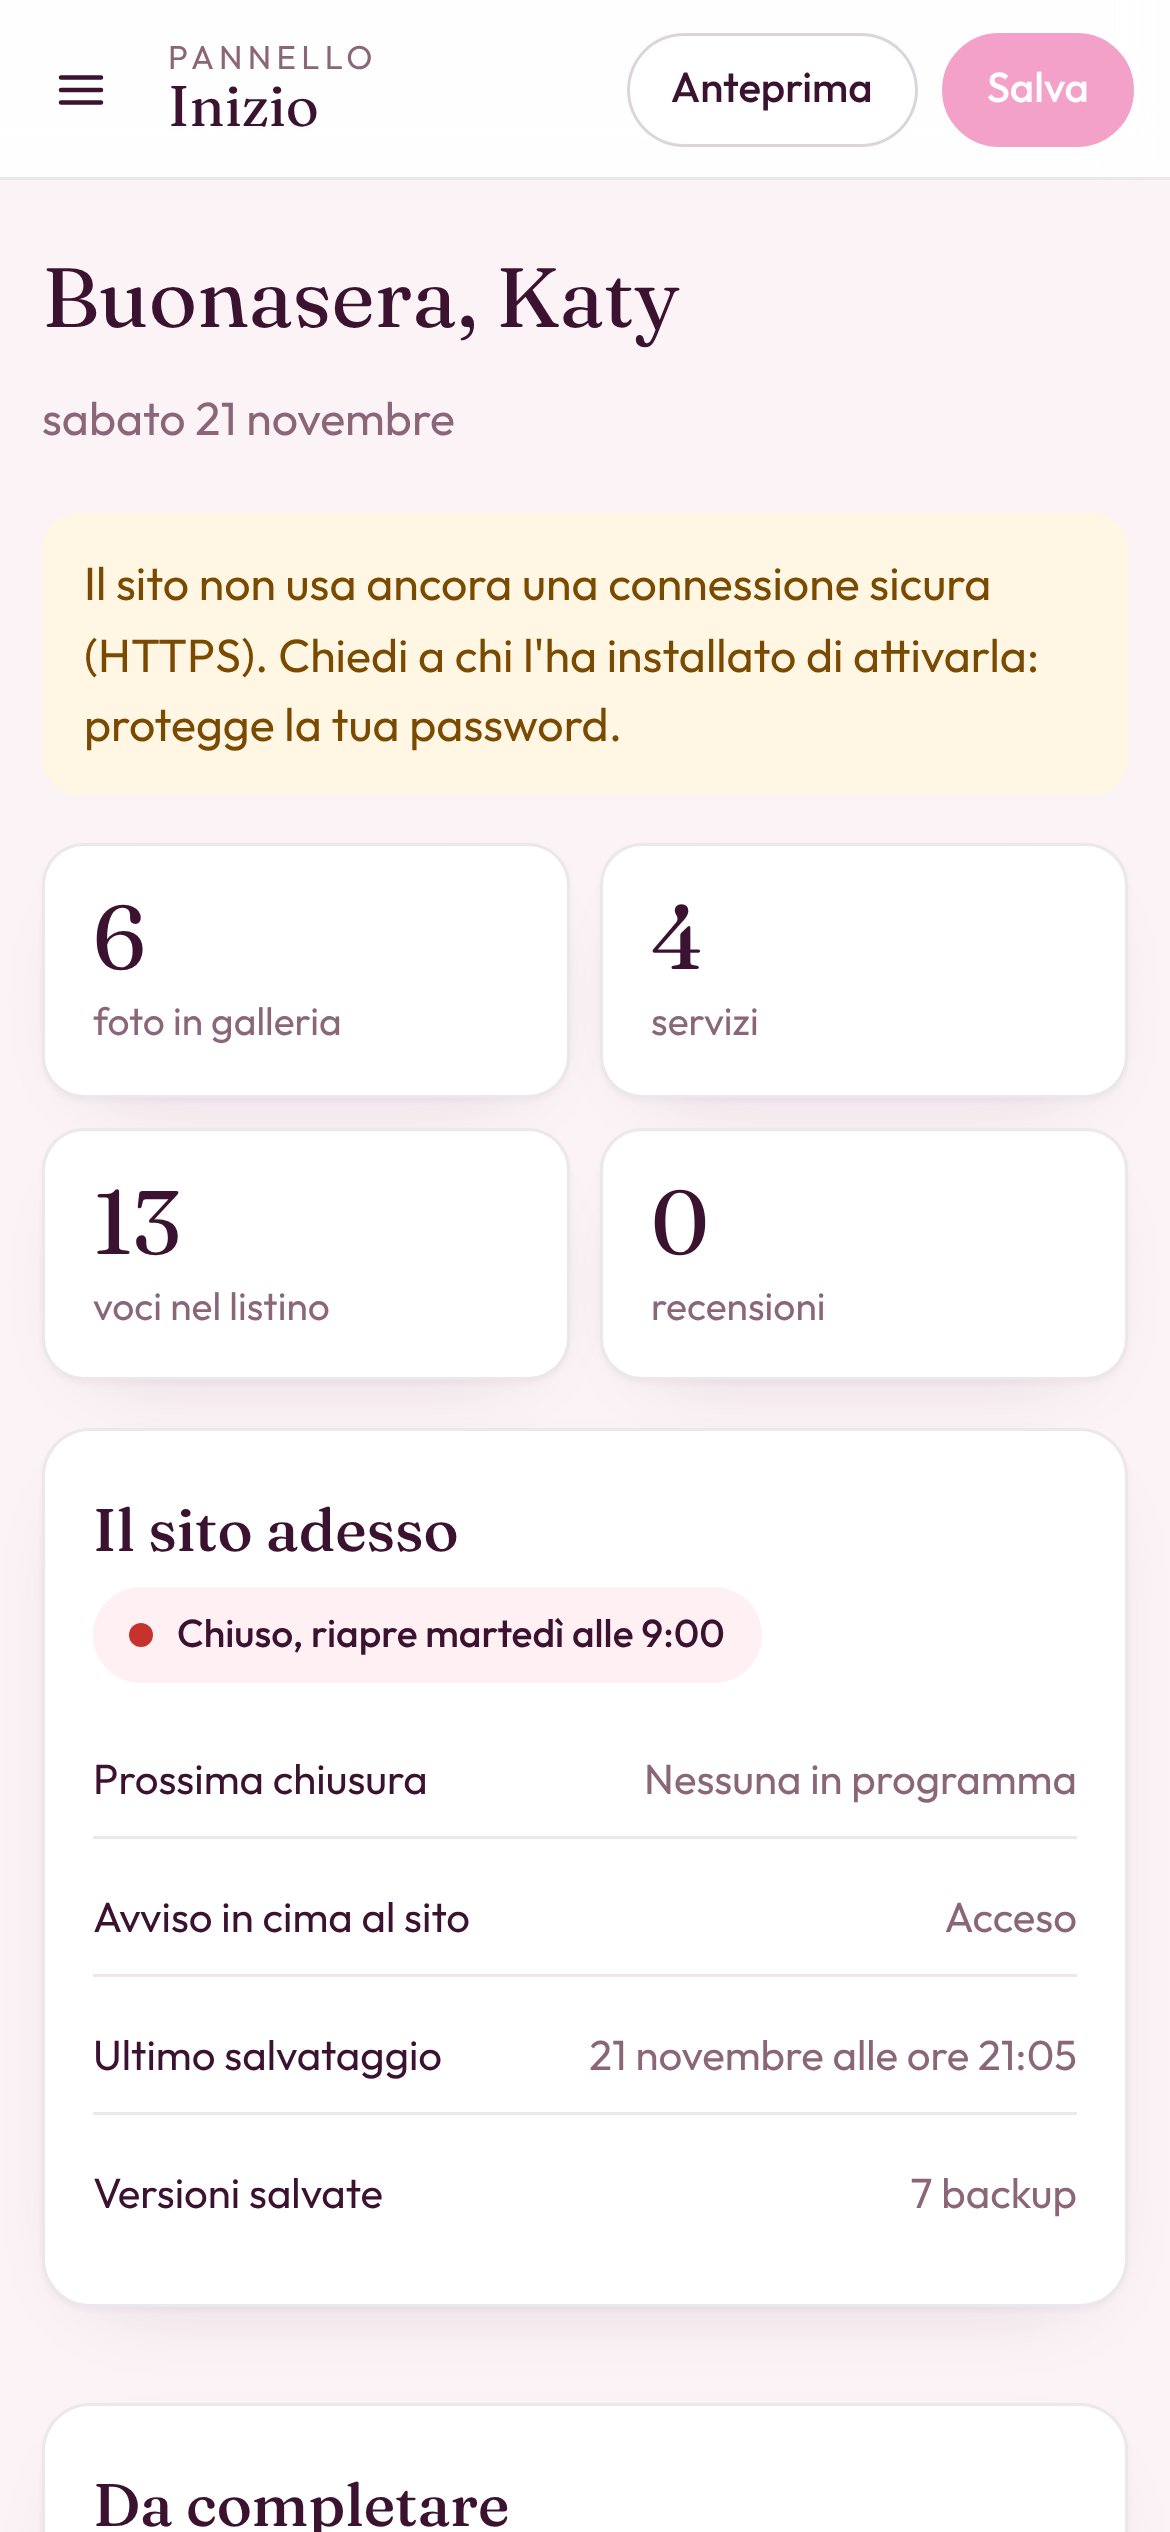 PANNELLO
Inizio
Anteprima
Salva
Buonasera, Katy
sabato 21 novembre
Il sito non usa ancora una connessione sicura
(HTTPS). Chiedi a chi l'ha installato di attivarla:
protegge la tua password.
6
foto in galleria
4
servizi
13
voci nel listino
0
recensioni
Il sito adesso
Chiuso, riapre martedì alle 9:00
Prossima chiusura
Nessuna in programma
Avviso in cima al sito
Acceso
Ultimo salvataggio
21 novembre alle ore 21:05
Versioni salvate
7 backup
Da completare